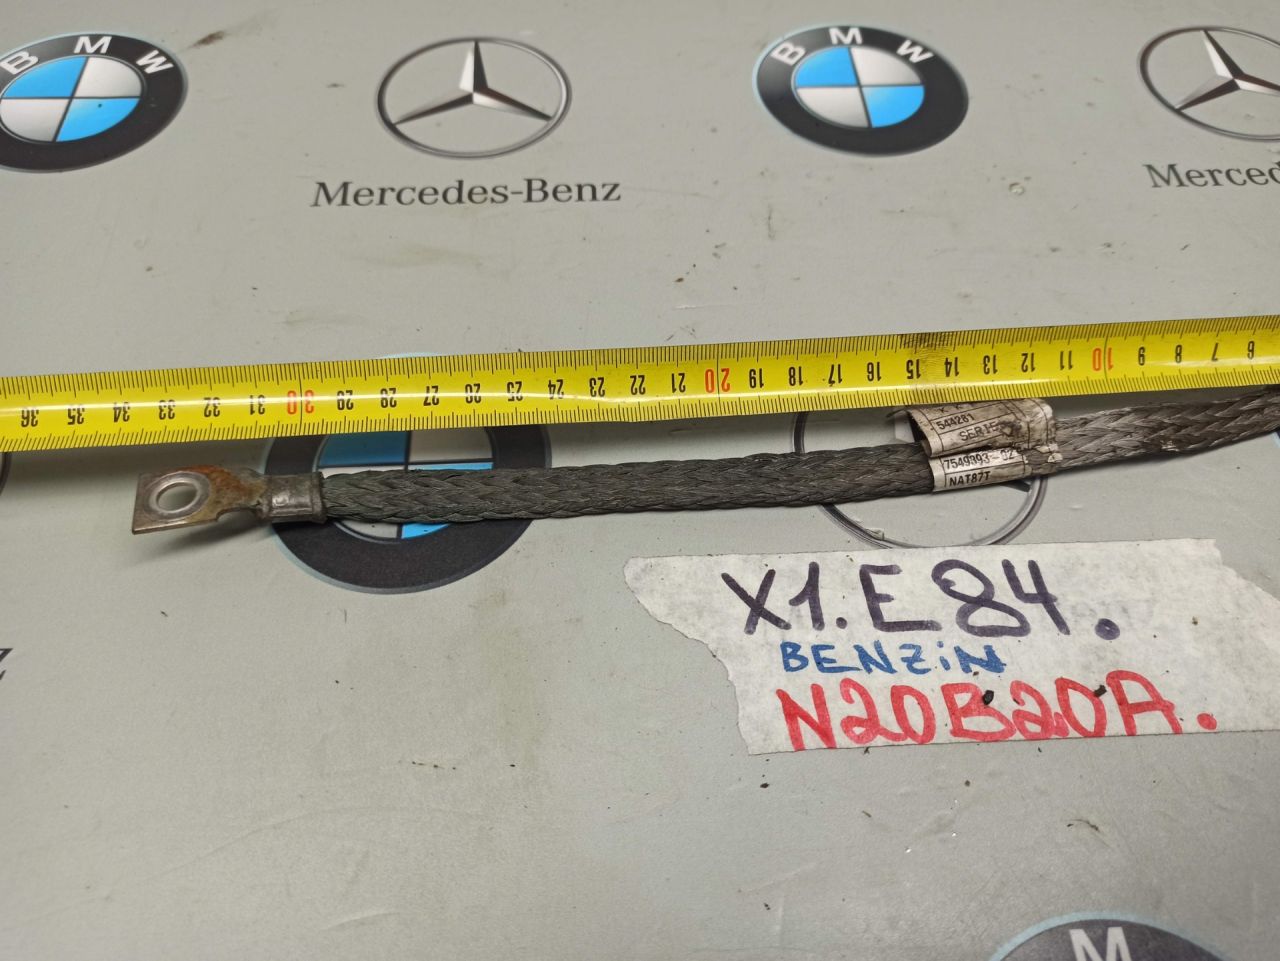 BMW
BMW
Mercedes-Benz
Merced
36 35 34 33 32 31 30 29 28 27 26 25 24 23 22 21 20 19 18 17 16 15 14 13 12 11 10 9 8 7 6
544281
SERI
7549393-02
NAT87T
X1. E84.
BENZiN
N20B20A.
M